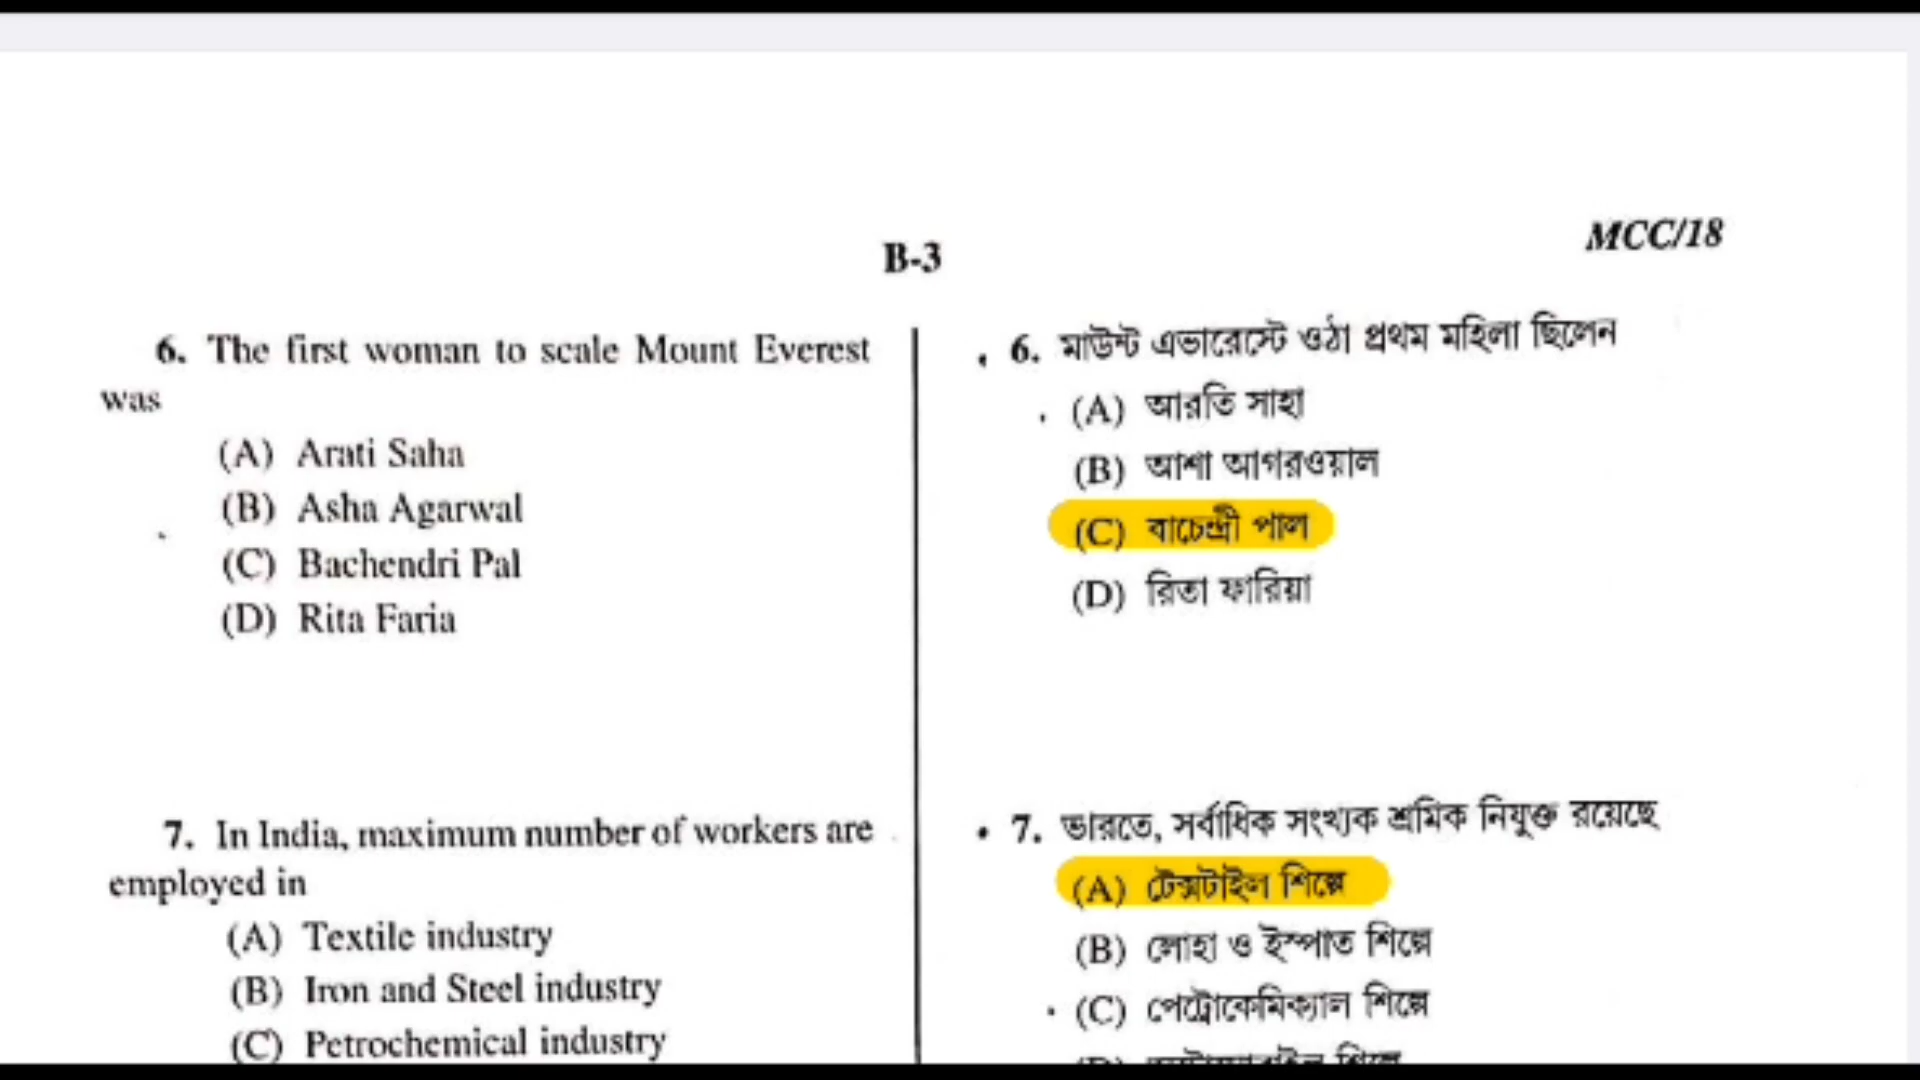 MCC/18
B-3
6. The first woman to scale Mount Everest
was
(A) Arati Saha
(B) Asha Agarwal
(C) Bachendri Pal
(D) Rita Faria
7. In India, maximum number of workers are
employed in
(A) Textile industry
(B) Iron and Steel industry
(C) Petrochemical industry
6. মাউন্ট এভারেস্টে ওঠা প্রথম মহিলা ছিলেন
(A) আরতি সাহা
(B) আশা আগরওয়াল
(C) বাচেন্দ্রী পাল
(D) রিতা ফারিয়া
7. ভারতে, সর্বাধিক সংখ্যক শ্রমিক নিযুক্ত রয়েছে
(A) টেক্সটাইল শিল্পে
(B) লোহা ও ইস্পাত শিল্পে
(C) পেট্রোকেমিক্যাল শিল্পে